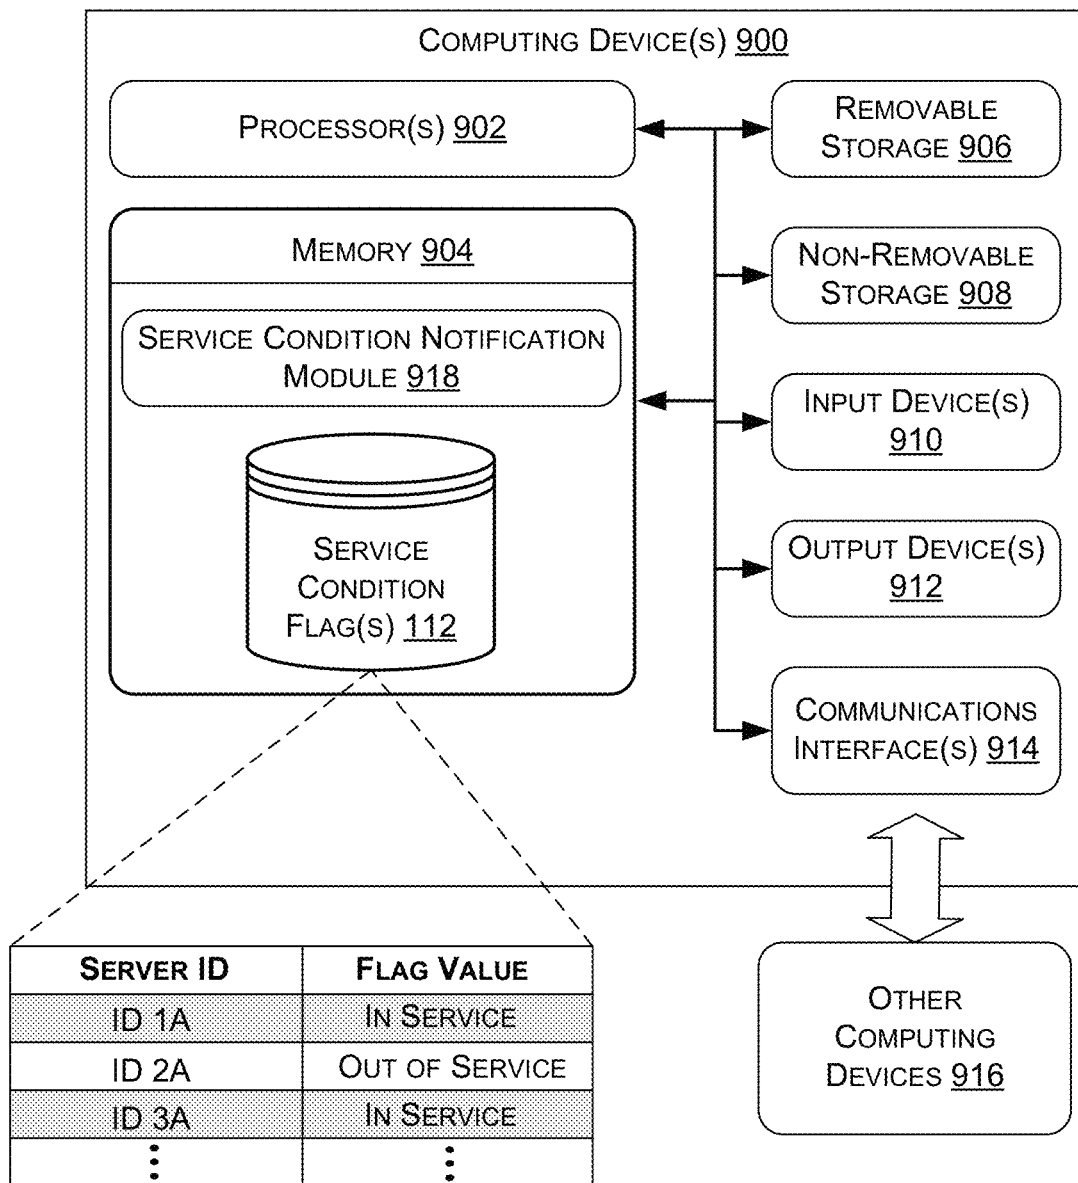 COMPUTING DEVICE(S) 900
PROCESSOR(S) 902
MEMORY 904
SERVICE CONDITION NOTIFICATION
MODULE 918
SERVICE
CONDITION
FLAG(S) 112
REMOVABLE
STORAGE 906
NON-REMOVABLE
STORAGE 908
INPUT DEVICE(S)
910
OUTPUT DEVICE(S)
912
COMMUNICATIONS
INTERFACE(S) 914
OTHER
COMPUTING
DEVICES 916
SERVER ID FLAG VALUE
ID 1A IN SERVICE
ID 2A OUT OF SERVICE
ID 3A IN SERVICE